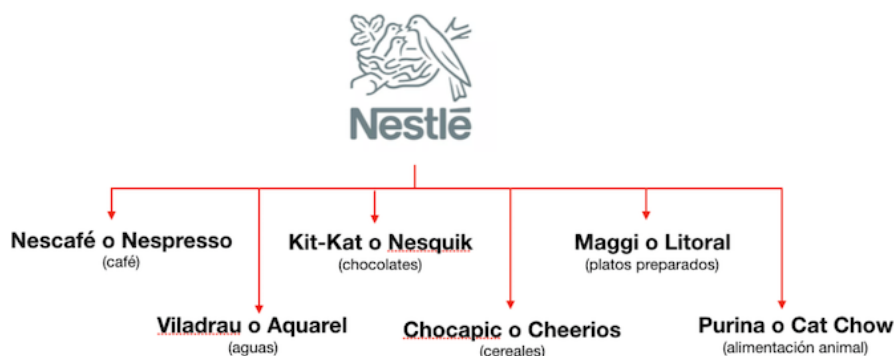 Nestlé
Nescafé o Nespresso
(café)
Kit-Kat o Nesquik
(chocolates)
Maggi o Litoral
(platos preparados)
Viladrau o Aquarel
(aguas)
Chocapic o Cheerios
(cereales)
Purina o Cat Chow
(alimentación animal)